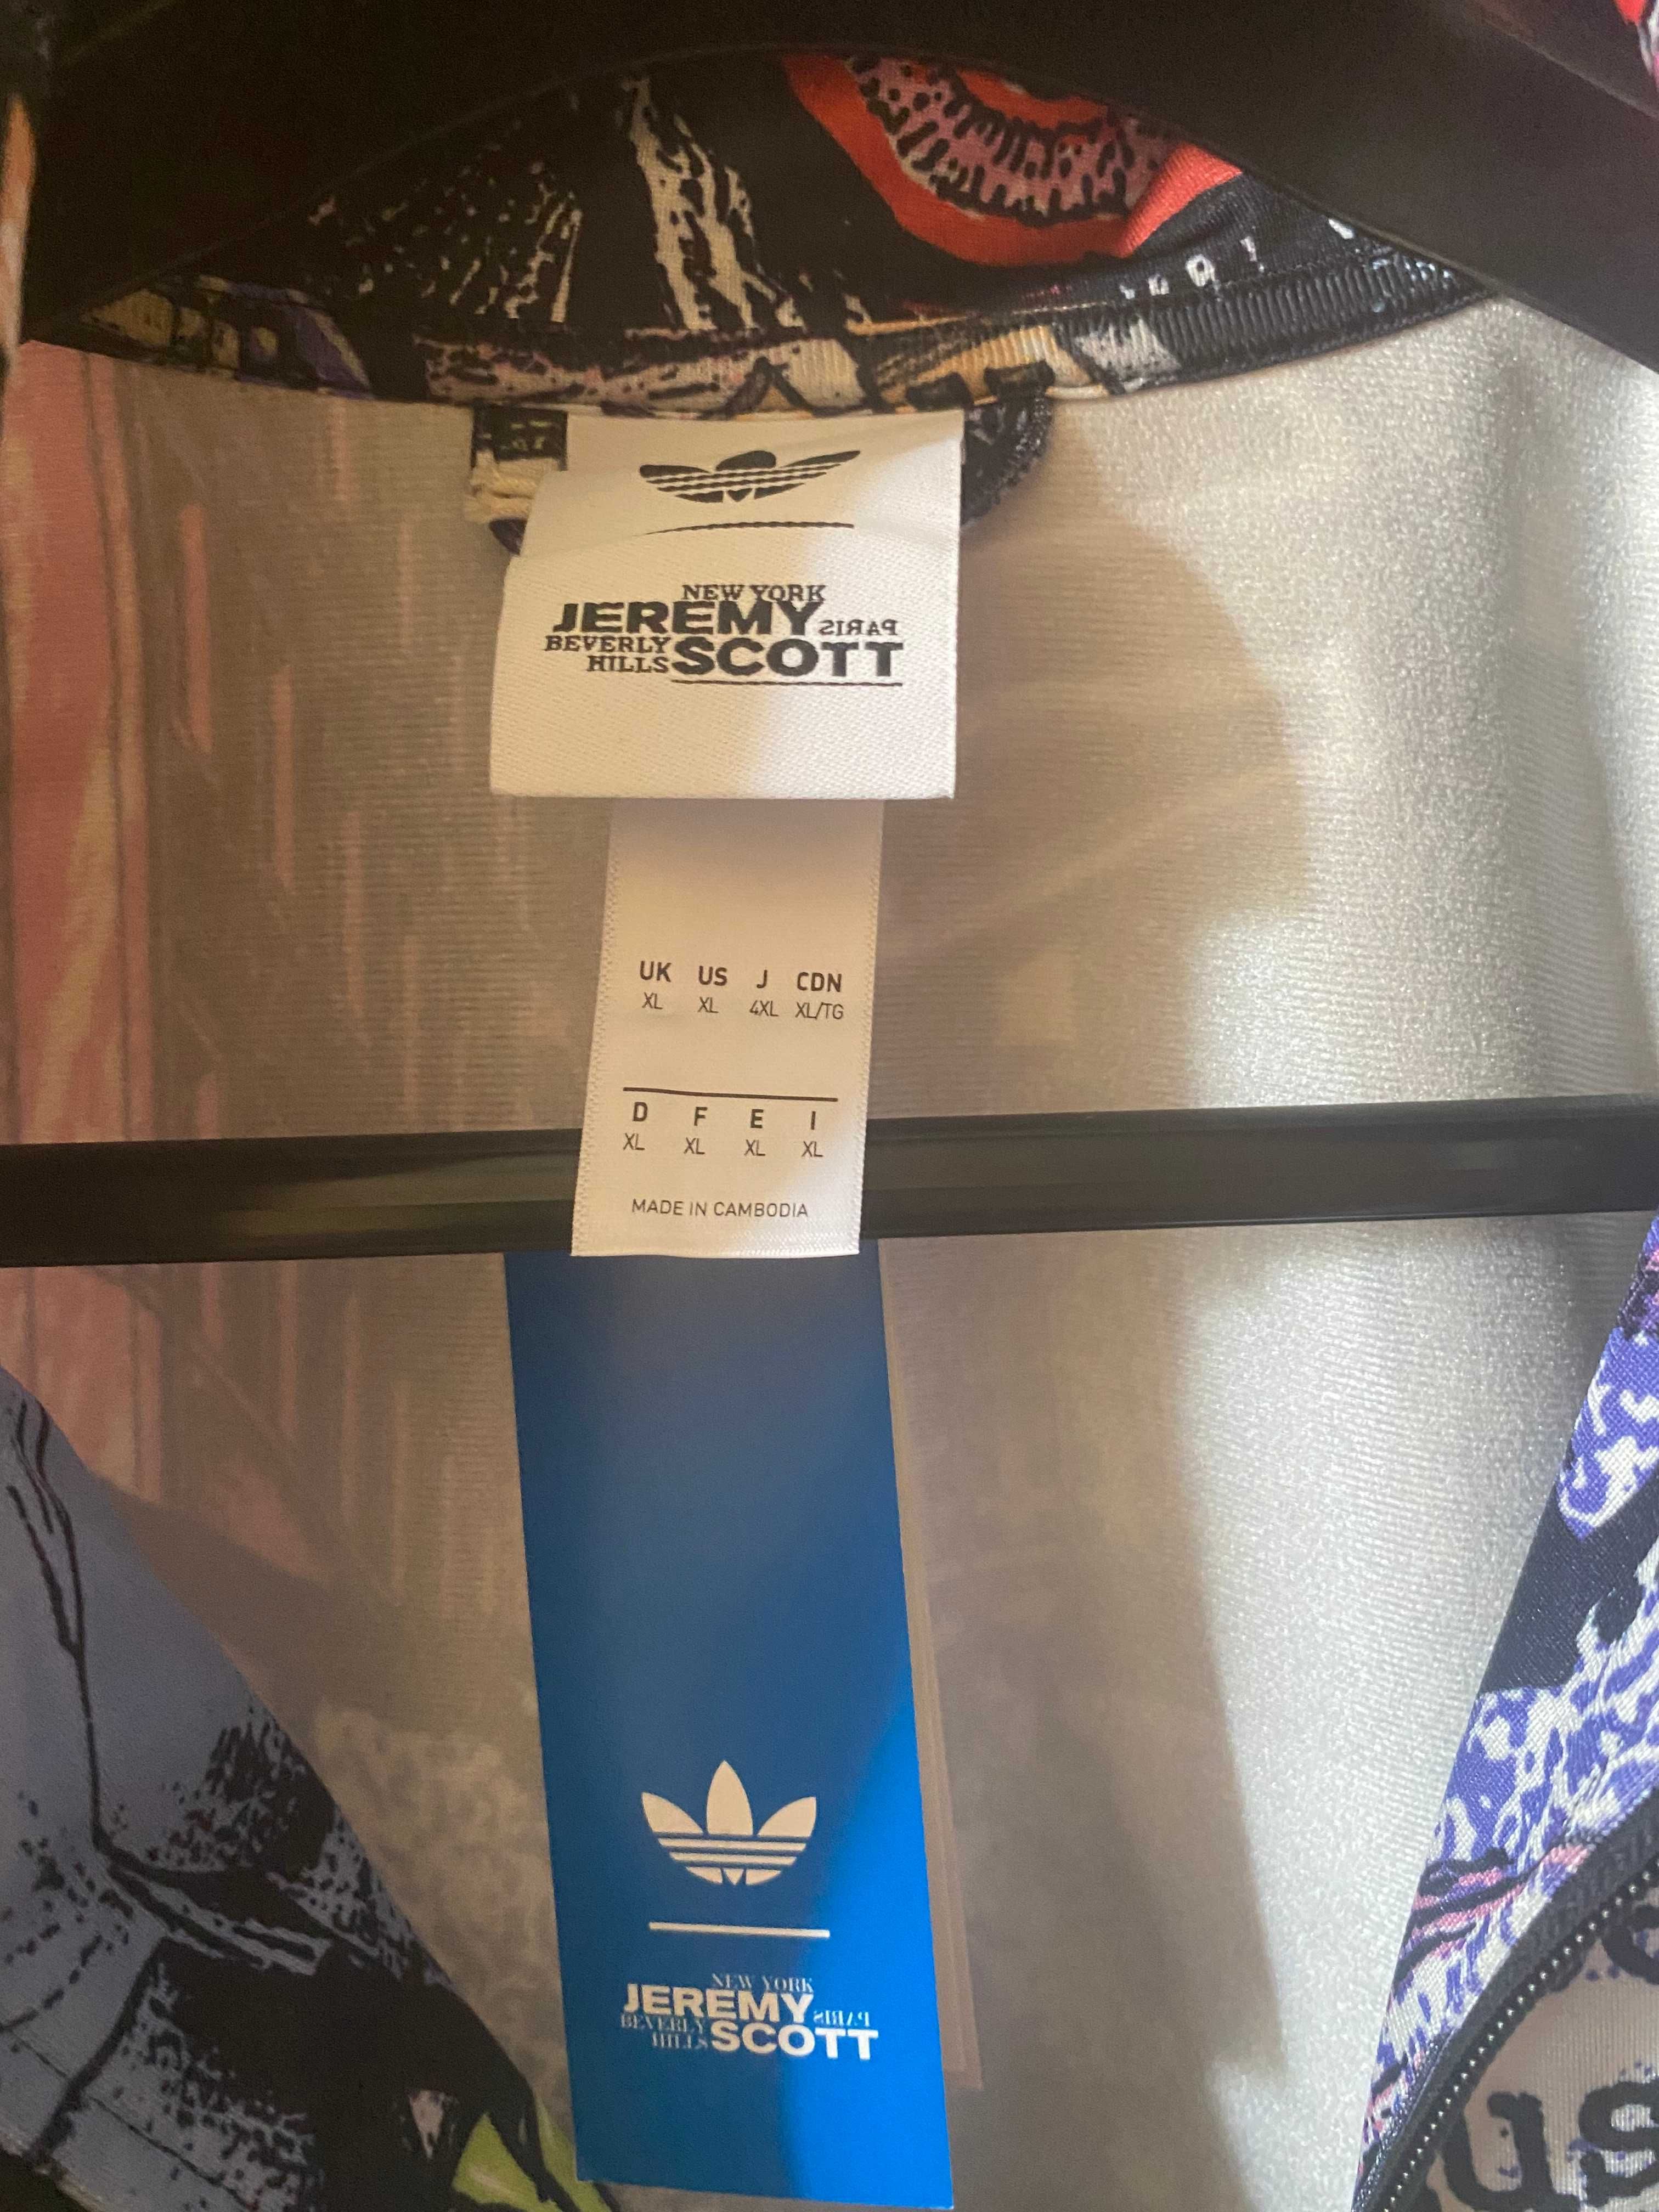 NEW YORK
JEREMY PARIS
BEVERLY
HILLS SCOTT
UK US J CDN
XL XL 4XL XL/TG
D F E I
XL XL XL XL
MADE IN CAMBODIA
NEW YORK
JEREMY PARIS
BEVERLY
HILLS SCOTT
us